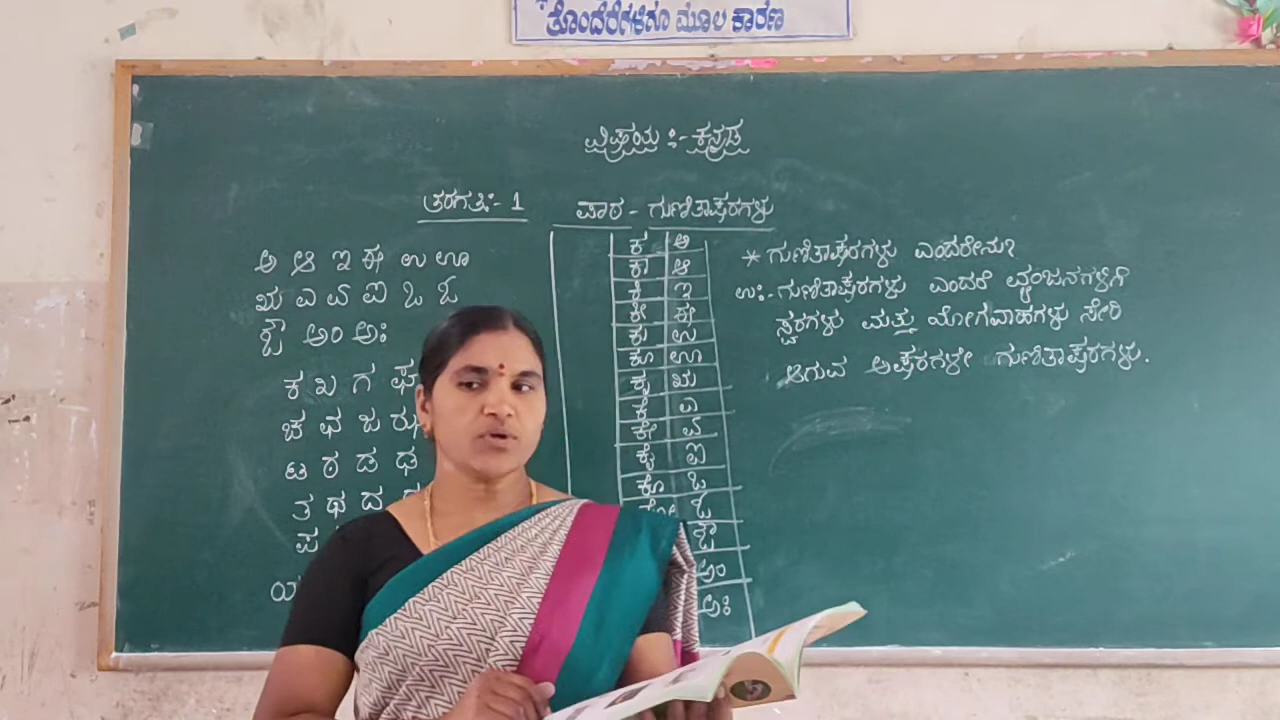 ತೊಂದರೆಗಳಿಗೂ ಮೂಲ ಕಾರಣ
ವಿಷಯ :- ಕನ್ನಡ
ತರಗತಿ:- 1
ಪಾಠ - ಗುಣಿತಾಕ್ಷರಗಳು
ಅ ಆ ಇ ಈ ಉ ಊ
ಋ ಎ ಏ ಐ ಒ ಓ
ಔ ಅಂ ಅಃ
ಕ ಖ ಗ ಘ
ಚ ಛ ಜ ಝ
ಟ ಠ ಡ ಢ
ತ ಥ ದ
ಪ
ಯ
ಕ ಅ
ಕಾ ಆ
ಕಿ ಇ
ಕೀ ಈ
ಕು ಉ
ಕೂ ಊ
ಕೃ ಋ
ಕೆ ಎ
ಕೇ ಏ
ಕೈ ಐ
ಕೊ ಒ
ಕೋ ಓ
ಔ
ಅಂ
ಅಃ
* ಗುಣಿತಾಕ್ಷರಗಳು ಎಂದರೇನು?
ಉ:- ಗುಣಿತಾಕ್ಷರಗಳು ಎಂದರೆ ವ್ಯಂಜನಗಳಿಗೆ
ಸ್ವರಗಳು ಮತ್ತು ಯೋಗವಾಹಗಳು ಸೇರಿ
ಆಗುವ ಅಕ್ಷರಗಳೇ ಗುಣಿತಾಕ್ಷರಗಳು.